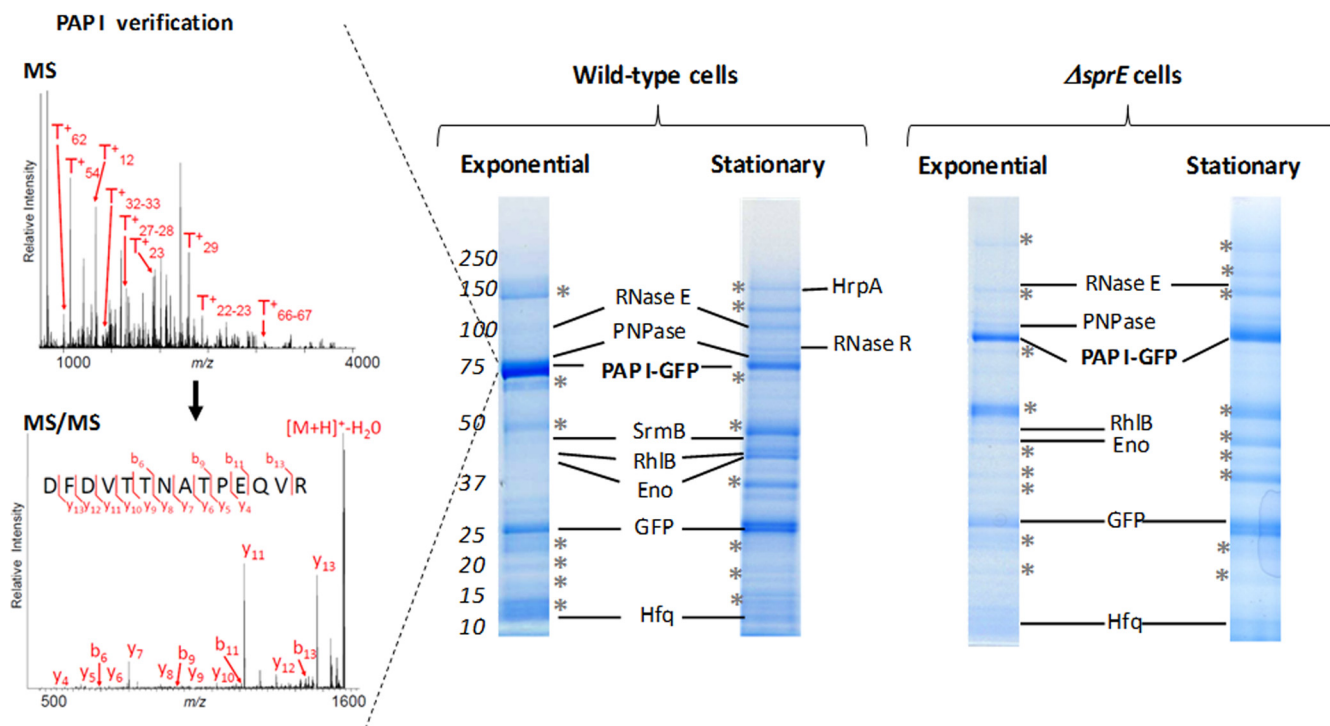 PAP I verification
MS
Relative Intensity
T⁺62
T⁺54
T⁺12
T⁺32-33
T⁺27-28
T⁺23
T⁺29
T⁺22-23
T⁺66-67
1000 m/z 4000
MS/MS
[M+H]⁺-H₂0
b₆ b₉ b₁₁ b₁₃
D F D V T T N A T P E Q V R
y₁₃ y₁₂ y₁₁ y₁₀ y₉ y₈ y₇ y₆ y₅ y₄
Relative Intensity
y₁₁
y₁₃
y₄ y₅ b₆ y₆ y₇ y₈ b₉ y₉ y₁₀ b₁₁ y₁₂ b₁₃
500 m/z 1600
Wild-type cells
Exponential Stationary
250
150
100
75
50
37
25
20
15
10
* * * * * * *
RNase E
PNPase
PAP I-GFP
SrmB
RhlB
Eno
GFP
Hfq
* * * * * * *
HrpA
RNase R
ΔsprE cells
Exponential Stationary
* * * * * * * * *
RNase E
PNPase
PAP I-GFP
RhlB
Eno
GFP
Hfq
* * * * * * * *